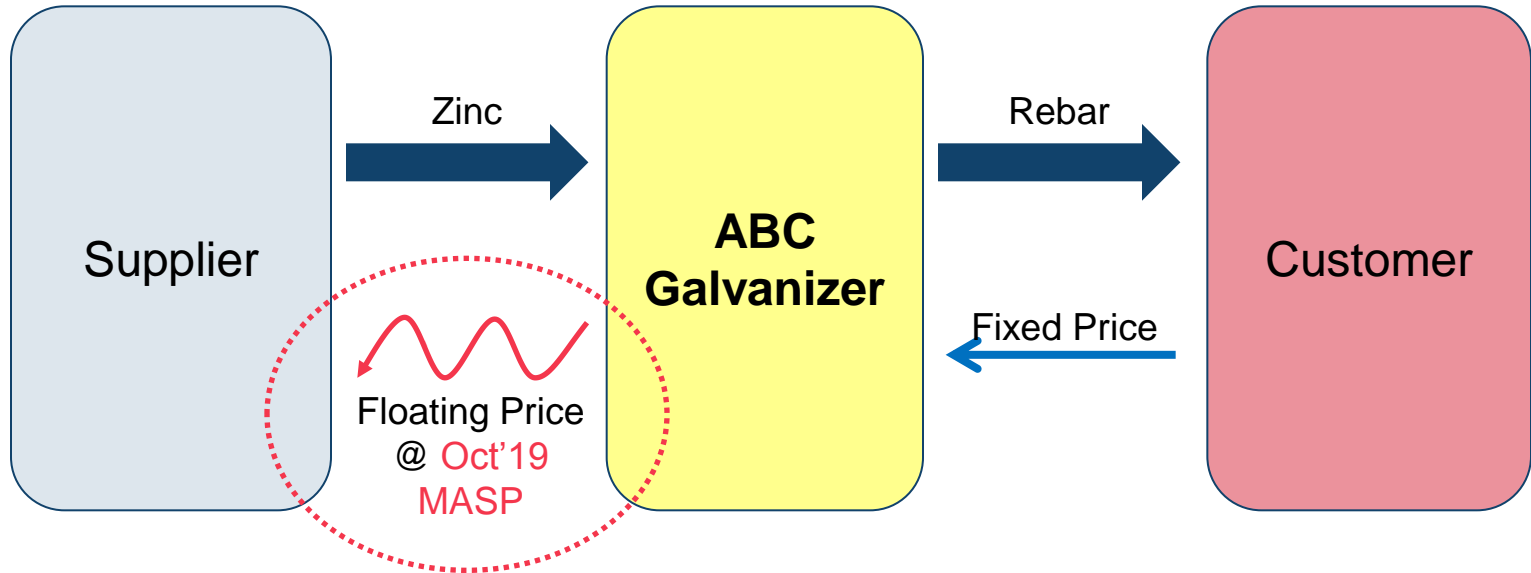 Zinc
Rebar
Supplier
ABC
Galvanizer
Customer
Fixed Price
Floating Price
@ Oct’19
MASP